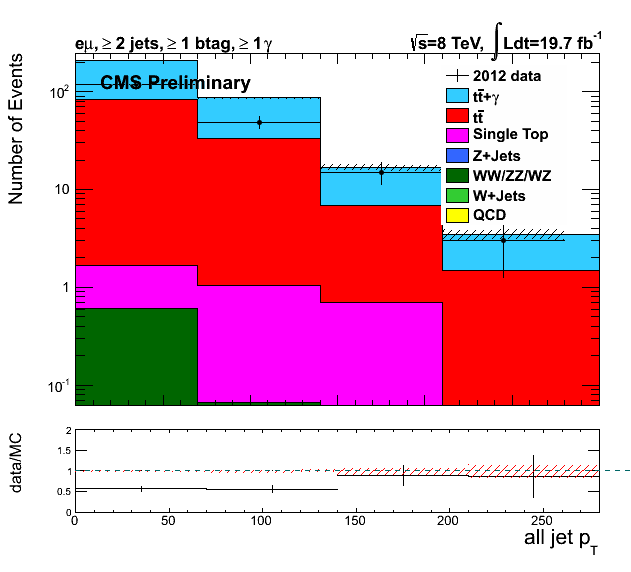 eμ, ≥ 2 jets, ≥ 1 btag, ≥ 1 γ
√s=8 TeV, ∫ Ldt=19.7 fb⁻¹
CMS Preliminary
2012 data
tt̄+γ
tt̄
Single Top
Z+Jets
WW/ZZ/WZ
W+Jets
QCD
Number of Events
10²
10
1
10⁻¹
data/MC
2
1.5
1
0.5
0
0 50 100 150 200 250
all jet p_T